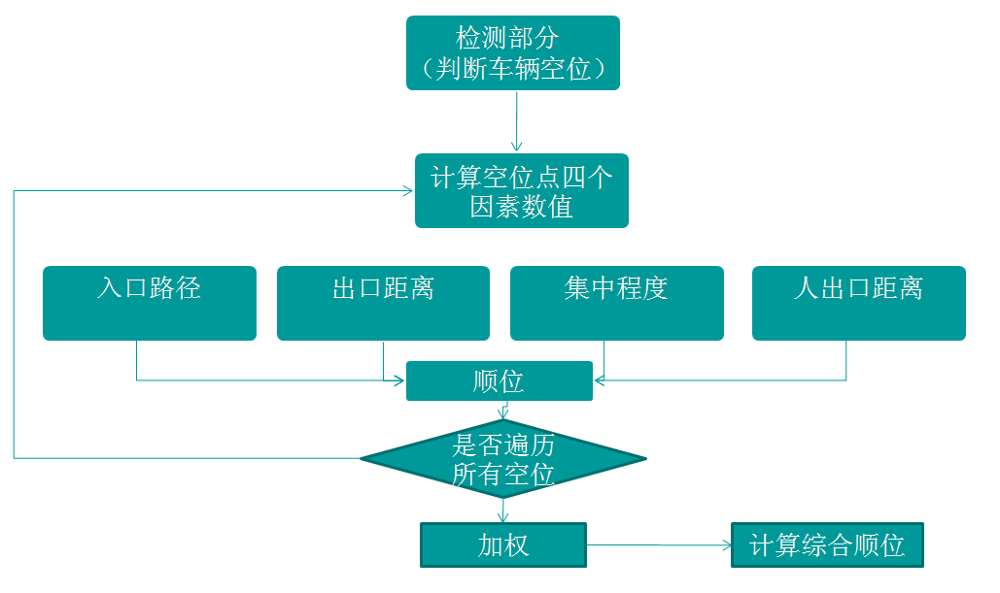 检测部分
（判断车辆空位）
计算空位点四个
因素数值
入口路径
出口距离
集中程度
人出口距离
顺位
是否遍历
所有空位
加权
计算综合顺位